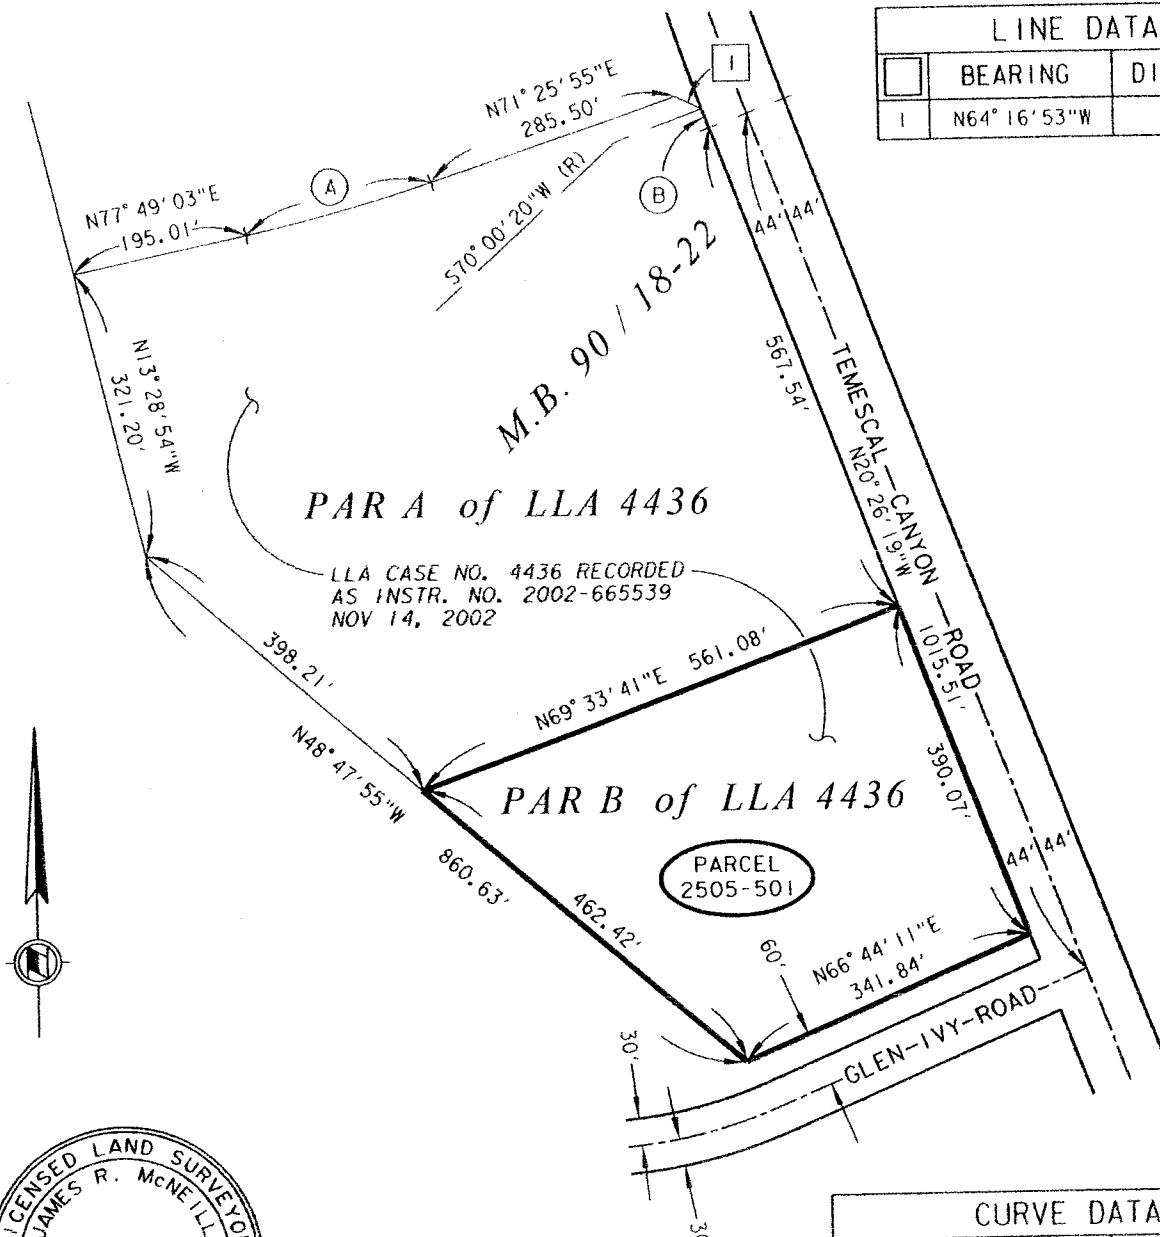 LINE DATA
BEARING DI
1 N64°16'53"W
1
N71°25'55"E
285.50'
A
N77°49'03"E
195.01'
B
S70°00'20"W (R)
44' 44'
M.B. 90 / 18-22
N13°28'54"W
321.20'
567.54'
TEMESCAL CANYON ROAD
N20°26'19"W
1015.51'
PAR A of LLA 4436
LLA CASE NO. 4436 RECORDED
AS INSTR. NO. 2002-665539
NOV 14, 2002
398.21'
N69°33'41"E 561.08'
N48°47'55"W
860.63'
390.07'
PAR B of LLA 4436
PARCEL
2505-501
44' 44'
462.42'
60'
N66°44'11"E
341.84'
GLEN-IVY-ROAD
30'
ICENSED LAND SURVEYO
JAMES R. McNEILL
CURVE DATA